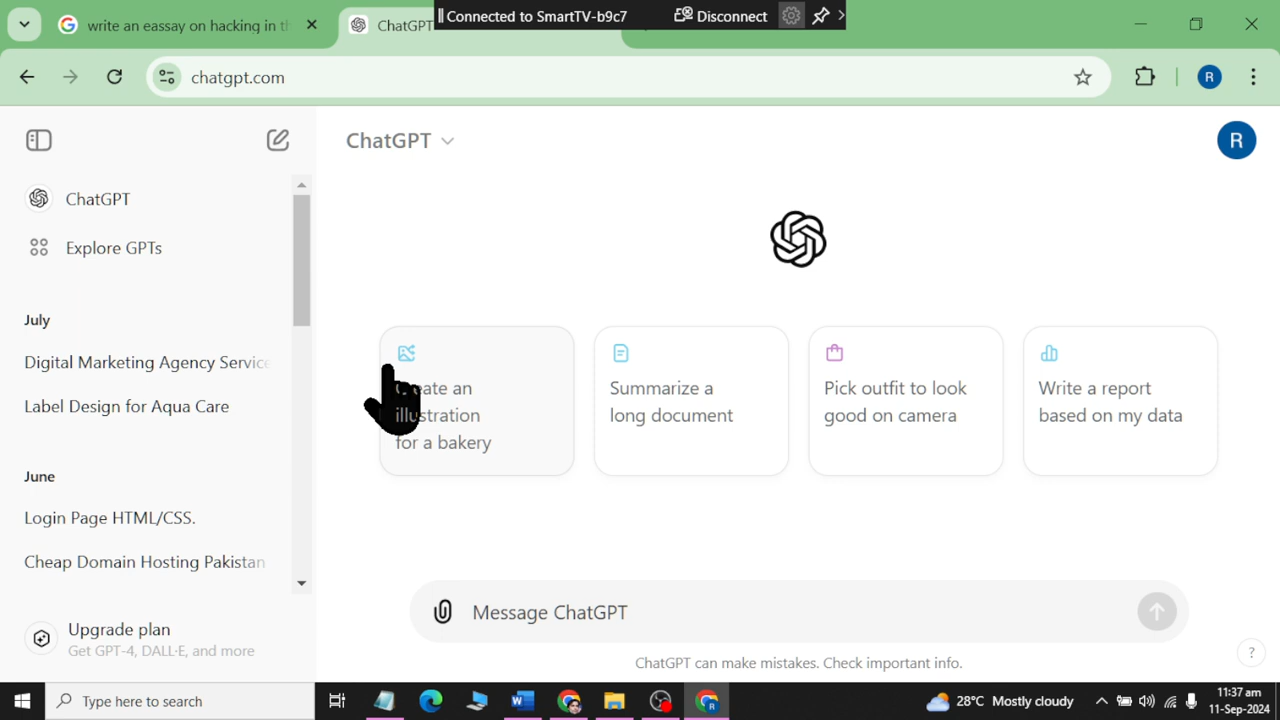 write an eassay on hacking in th
ChatGPT
Connected to SmartTV-b9c7
Disconnect
chatgpt.com
R
ChatGPT
R
ChatGPT
Explore GPTs
July
Digital Marketing Agency Service
Label Design for Aqua Care
June
Login Page HTML/CSS.
Cheap Domain Hosting Pakistan
Upgrade plan
Get GPT-4, DALL·E, and more
Create an
illustration
for a bakery
Summarize a
long document
Pick outfit to look
good on camera
Write a report
based on my data
Message ChatGPT
ChatGPT can make mistakes. Check important info.
?
Type here to search
28°C Mostly cloudy
11:37 am
11-Sep-2024